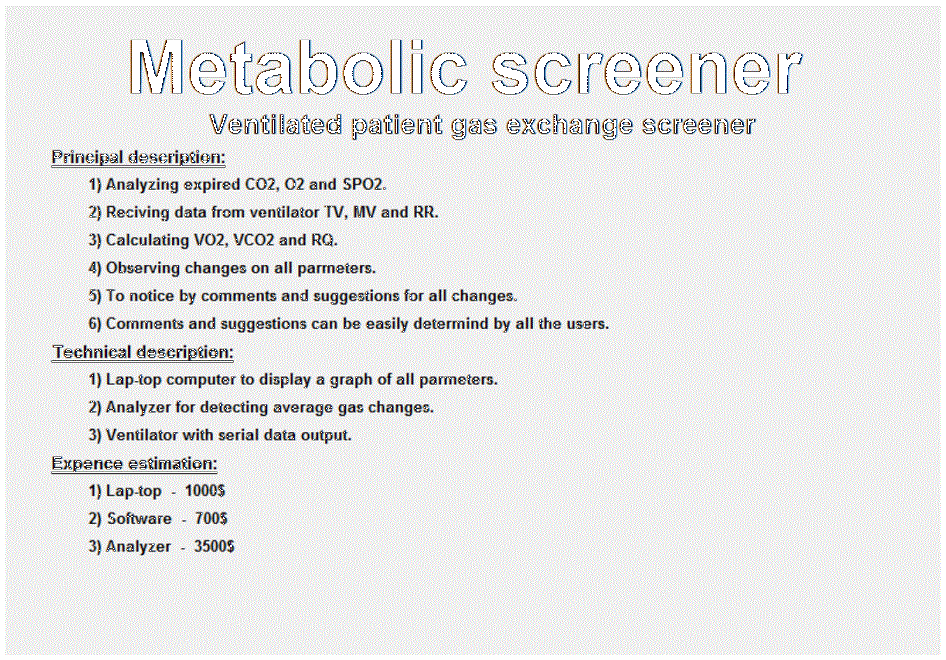 Metabolic screener
Ventilated patient gas exchange screener
Principal description:
1) Analyzing expired CO2, O2 and SPO2.
2) Reciving data from ventilator TV, MV and RR.
3) Calculating VO2, VCO2 and RQ.
4) Observing changes on all parmeters.
5) To notice by comments and suggestions for all changes.
6) Comments and suggestions can be easily determind by all the users.
Technical description:
1) Lap-top computer to display a graph of all parmeters.
2) Analyzer for detecting average gas changes.
3) Ventilator with serial data output.
Expence estimation:
1) Lap-top - 1000$
2) Software - 700$
3) Analyzer - 3500$